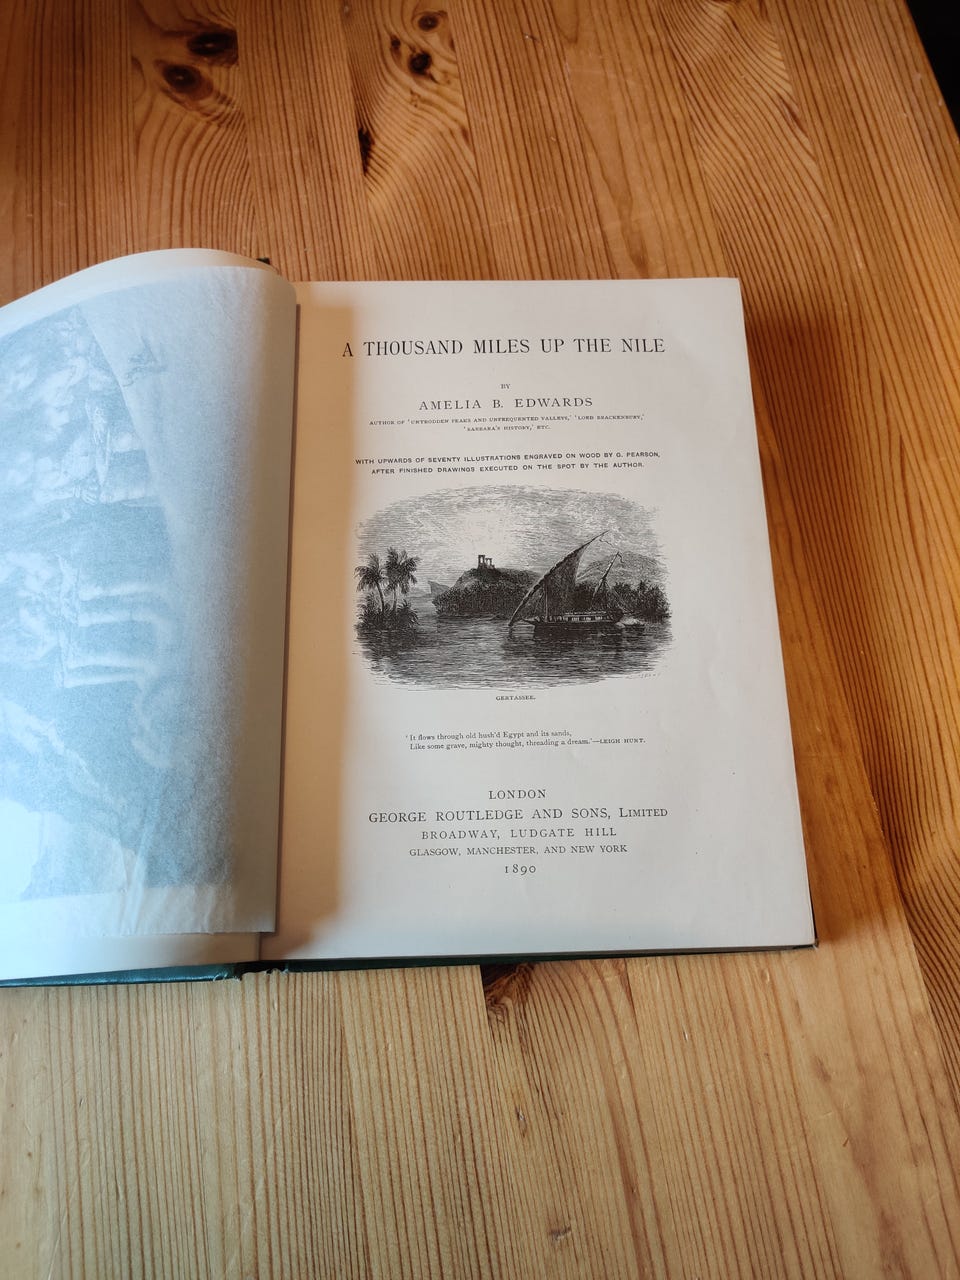 A THOUSAND MILES UP THE NILE
BY
AMELIA B. EDWARDS
AUTHOR OF 'UNTRODDEN PEAKS AND UNFREQUENTED VALLEYS,' 'LORD BRACKENBURY,'
'BARBARA'S HISTORY,' ETC.
WITH UPWARDS OF SEVENTY ILLUSTRATIONS ENGRAVED ON WOOD BY G. PEARSON,
AFTER FINISHED DRAWINGS EXECUTED ON THE SPOT BY THE AUTHOR.
GERTASSEE.
'It flows through old hush'd Egypt and its sands,
Like some grave, mighty thought, threading a dream.'—LEIGH HUNT.
LONDON
GEORGE ROUTLEDGE AND SONS, LIMITED
BROADWAY, LUDGATE HILL
GLASGOW, MANCHESTER, AND NEW YORK
1890